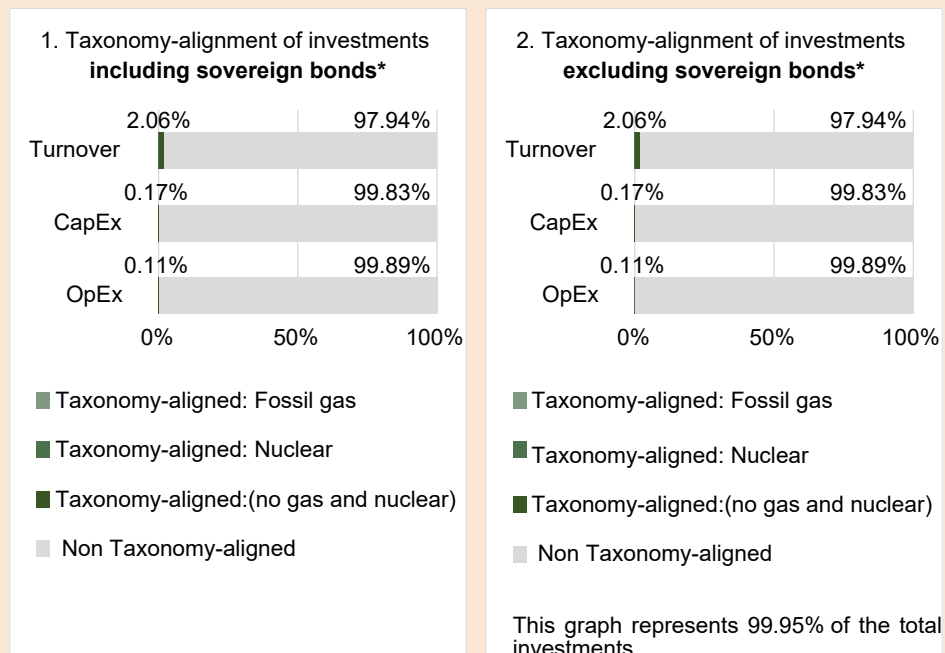 1. Taxonomy-alignment of investments
including sovereign bonds*
2.06% 97.94%
Turnover
0.17% 99.83%
CapEx
0.11% 99.89%
OpEx
0% 50% 100%
Taxonomy-aligned: Fossil gas
Taxonomy-aligned: Nuclear
Taxonomy-aligned:(no gas and nuclear)
Non Taxonomy-aligned
2. Taxonomy-alignment of investments
excluding sovereign bonds*
2.06% 97.94%
Turnover
0.17% 99.83%
CapEx
0.11% 99.89%
OpEx
0% 50% 100%
Taxonomy-aligned: Fossil gas
Taxonomy-aligned: Nuclear
Taxonomy-aligned:(no gas and nuclear)
Non Taxonomy-aligned
This graph represents 99.95% of the total
investments